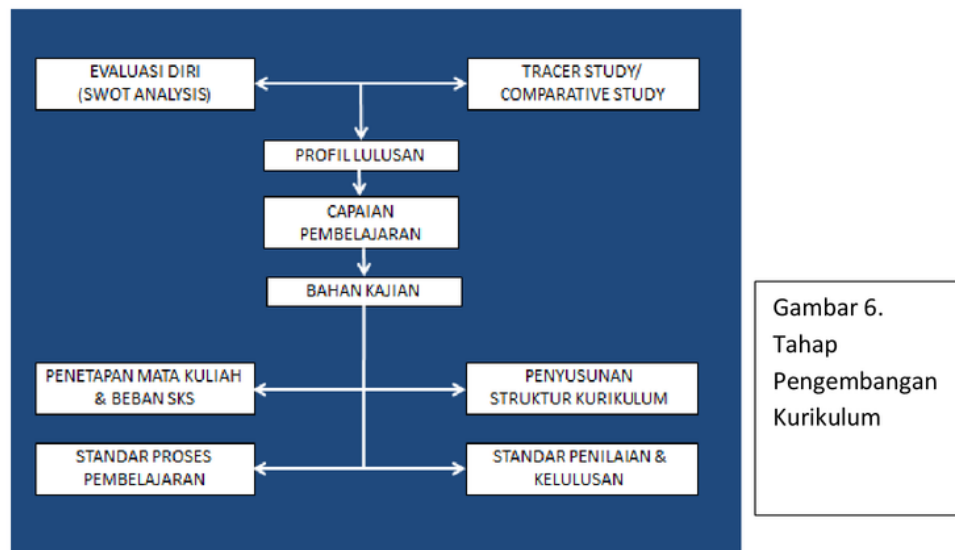 EVALUASI DIRI
(SWOT ANALYSIS)
TRACER STUDY/
COMPARATIVE STUDY
PROFIL LULUSAN
CAPAIAN
PEMBELAJARAN
BAHAN KAJIAN
PENETAPAN MATA KULIAH
& BEBAN SKS
PENYUSUNAN
STRUKTUR KURIKULUM
STANDAR PROSES
PEMBELAJARAN
STANDAR PENILAIAN &
KELULUSAN
Gambar 6.
Tahap
Pengembangan
Kurikulum